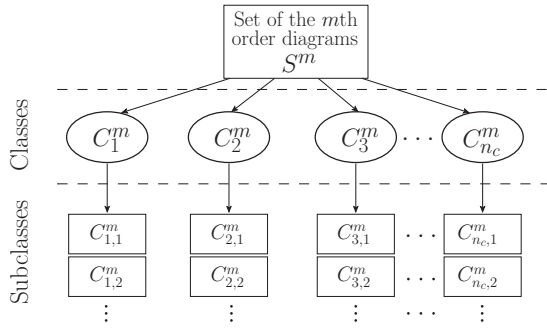 Set of the mth
order diagrams
S^m
Classes
C_1^m C_2^m C_3^m ··· C_{n_c}^m
Subclasses
C_{1,1}^m C_{2,1}^m C_{3,1}^m ··· C_{n_c,1}^m
C_{1,2}^m C_{2,2}^m C_{3,2}^m ··· C_{n_c,2}^m
⋮ ⋮ ⋮ ··· ⋮